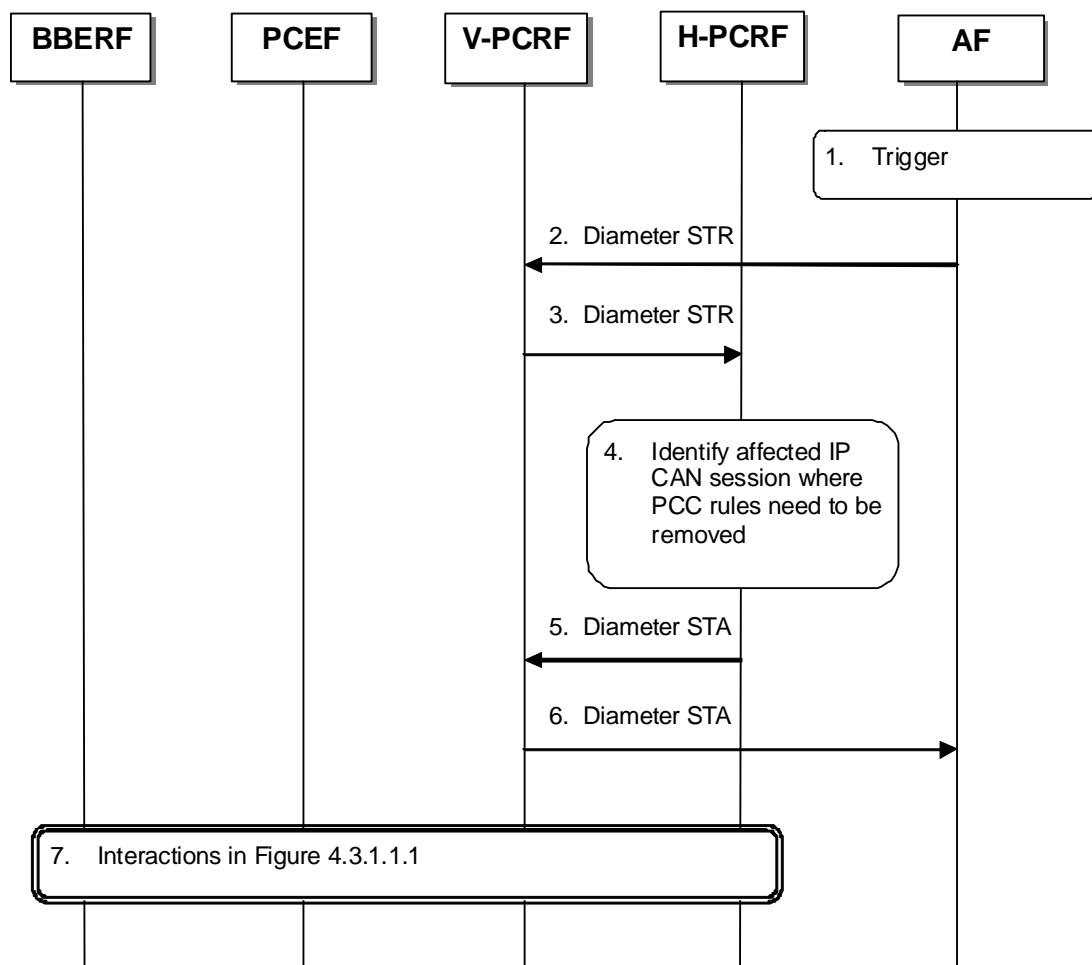 BBERF
PCEF
V-PCRF
H-PCRF
AF
1. Trigger
2. Diameter STR
3. Diameter STR
4. Identify affected IP
CAN session where
PCC rules need to be
removed
5. Diameter STA
6. Diameter STA
7. Interactions in Figure 4.3.1.1.1